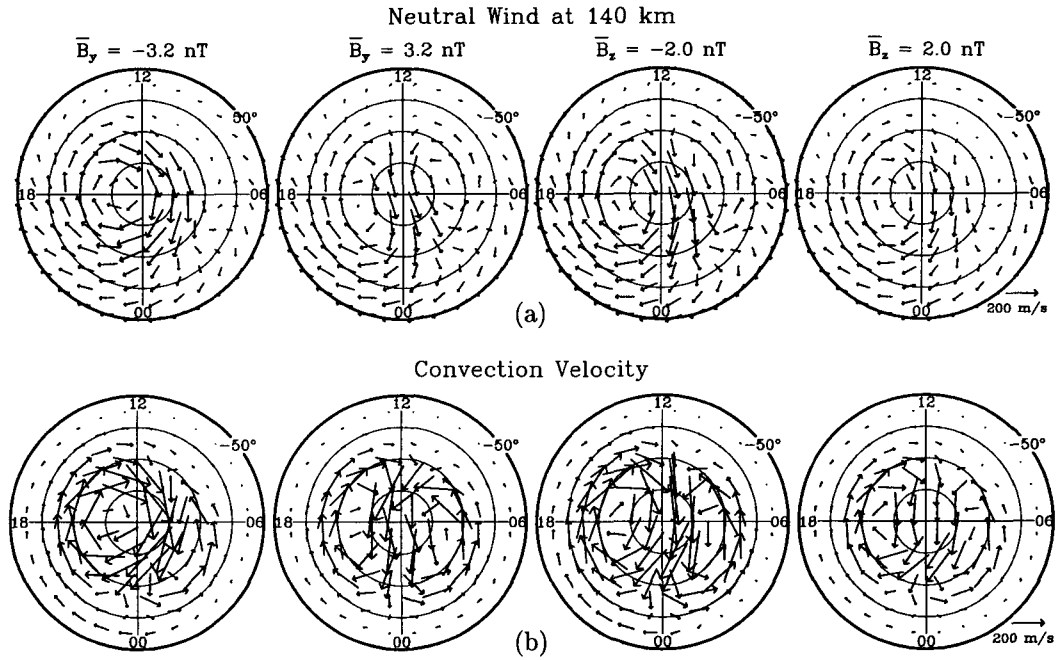 Neutral Wind at 140 km
B̅y = −3.2 nT B̅y = 3.2 nT B̅z = −2.0 nT B̅z = 2.0 nT
12 12 12 12
50° −50° −50° −50°
18 06 18 06 18 06 18 06
00 00 00 00
200 m/s
(a)
Convection Velocity
12 12 12 12
−50° −50° −50° −50°
18 06 18 06 18 06 18 06
00 00 00 00
200 m/s
(b)